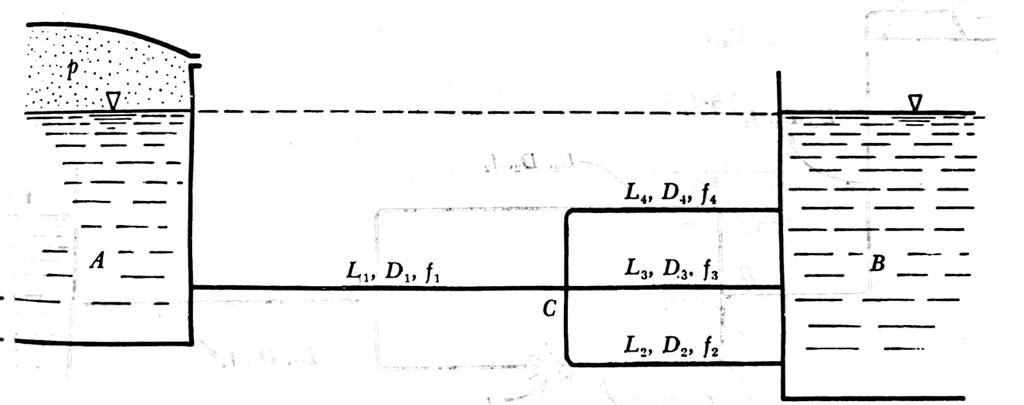 p
L₄, D₄, f₄
A
L₁, D₁, f₁
L₃, D₃, f₃
B
C
L₂, D₂, f₂